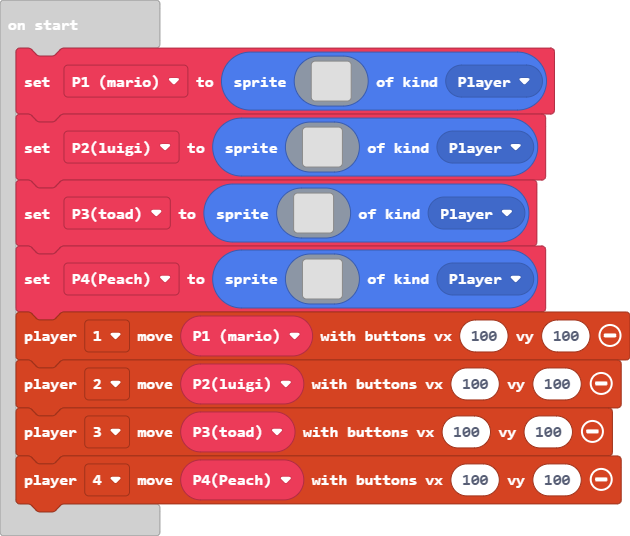 on start
set P1 (mario) to sprite of kind Player
set P2(luigi) to sprite of kind Player
set P3(toad) to sprite of kind Player
set P4(Peach) to sprite of kind Player
player 1 move P1 (mario) with buttons vx 100 vy 100
player 2 move P2(luigi) with buttons vx 100 vy 100
player 3 move P3(toad) with buttons vx 100 vy 100
player 4 move P4(Peach) with buttons vx 100 vy 100